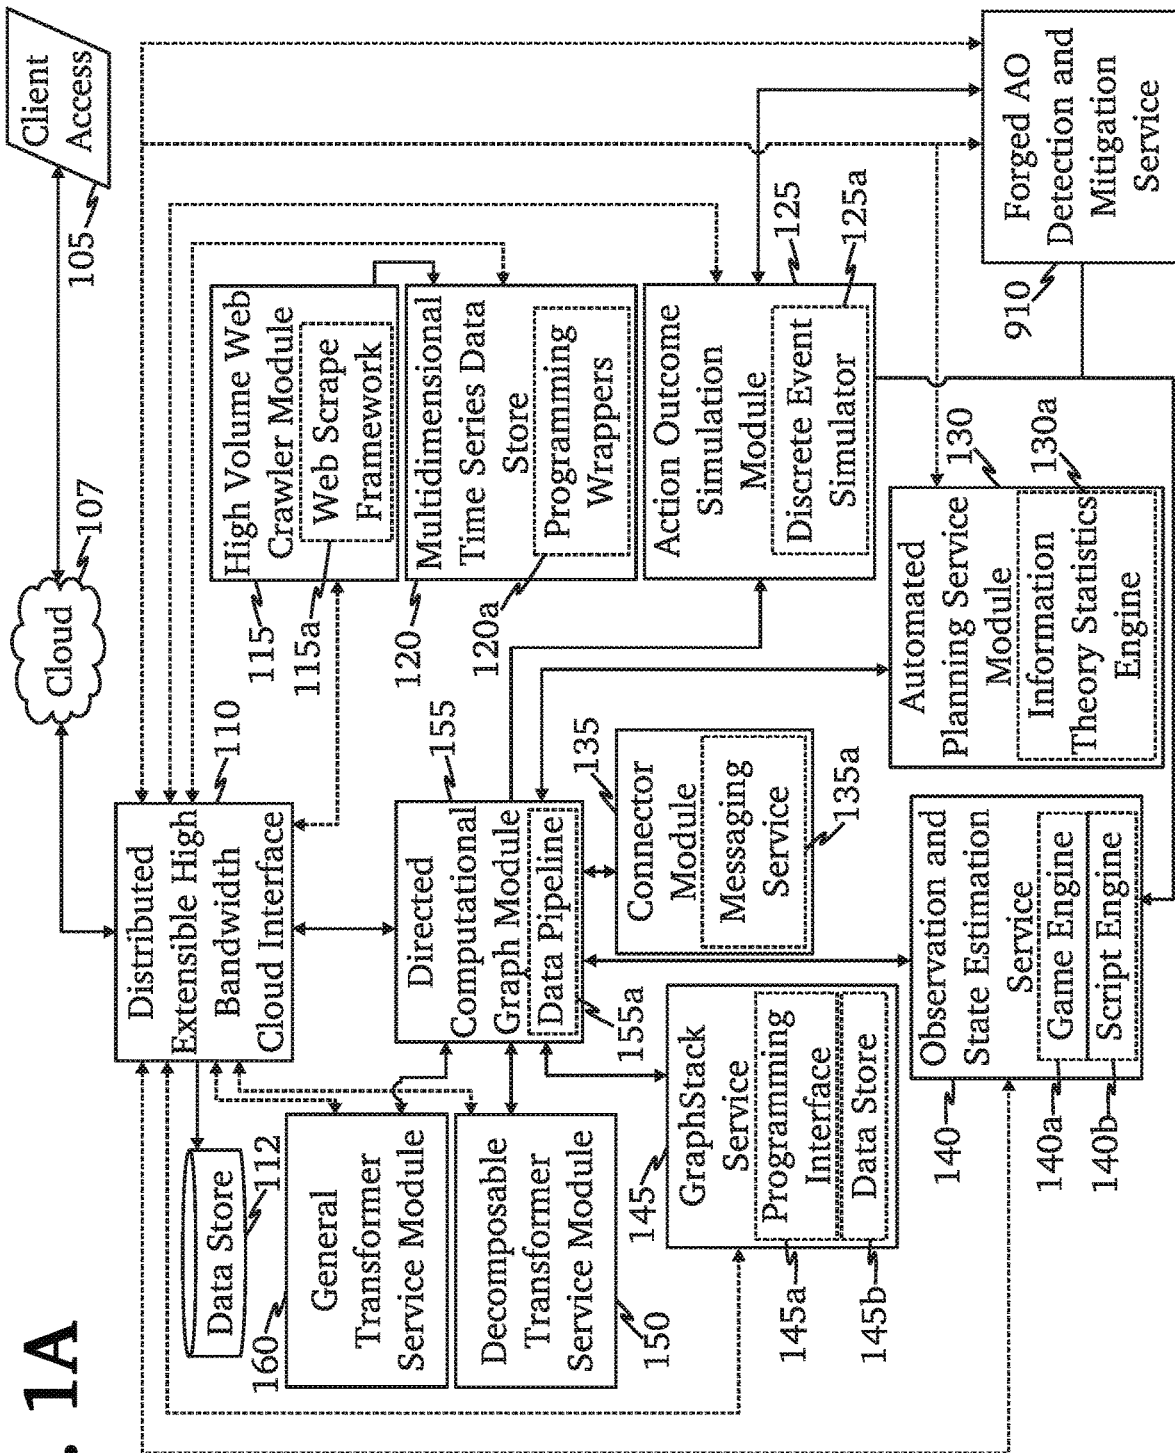 . 1A
Client
Access
105
Cloud
107
Distributed
Extensible High
Bandwidth
Cloud Interface
110
Data Store
112
High Volume Web
Crawler Module
Web Scrape
Framework
115
115a
Multidimensional
Time Series Data
Store
Programming
Wrappers
120
120a
Action Outcome
Simulation
Module
Discrete Event
Simulator
125
125a
Forged AO
Detection and
Mitigation
Service
910
Automated
Planning Service
Module
Information
Theory Statistics
Engine
130
130a
Directed
Computational
Graph Module
Data Pipeline
155
155a
Connector
Module
Messaging
Service
135
135a
General
Transformer
Service Module
160
Decomposable
Transformer
Service Module
150
GraphStack
Service
Programming
Interface
Data Store
145
145a
145b
Observation and
State Estimation
Service
Game Engine
Script Engine
140
140a
140b